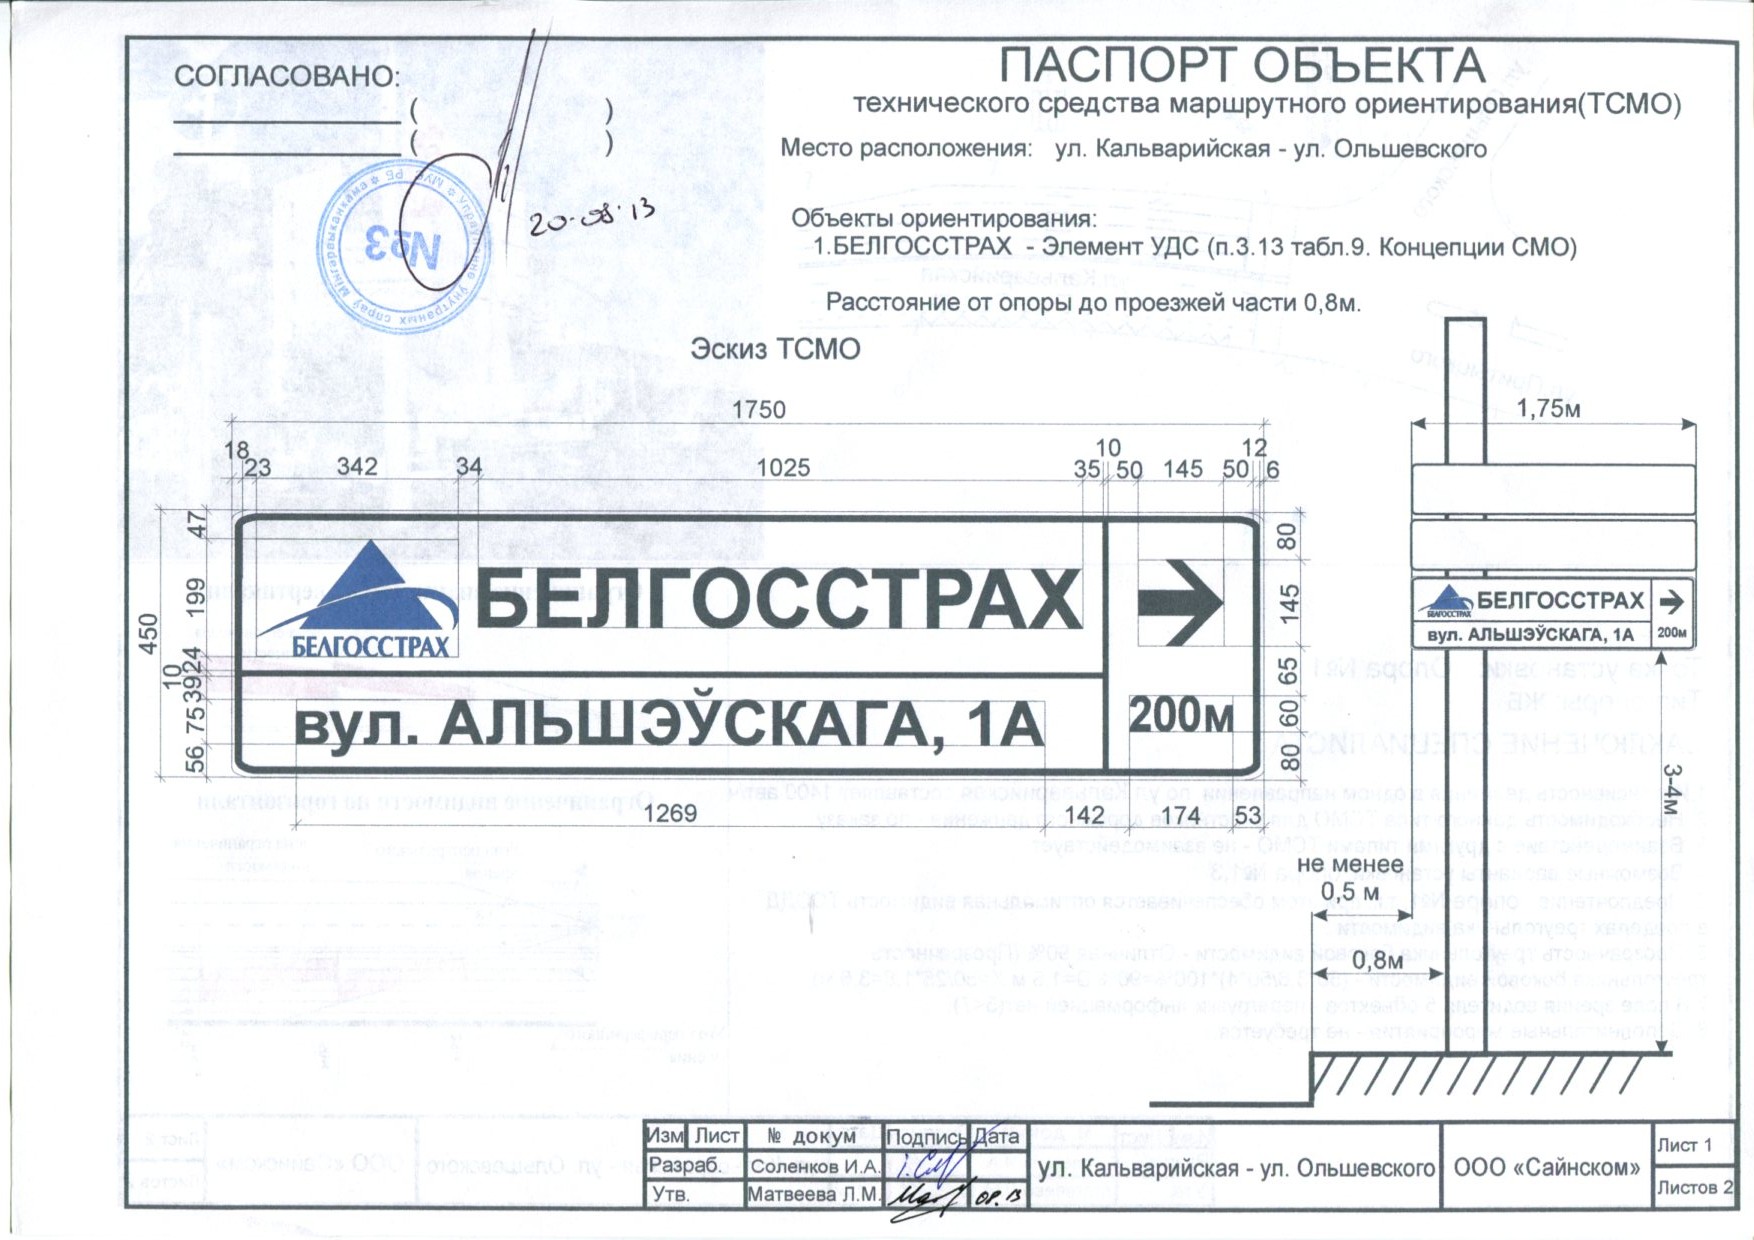 СОГЛАСОВАНО:
( )
( )
20.08.13
№3
ПАСПОРТ ОБЪЕКТА
технического средства маршрутного ориентирования(ТСМО)
Место расположения: ул. Кальварийская - ул. Ольшевского
Объекты ориентирования:
1.БЕЛГОССТРАХ - Элемент УДС (п.3.13 табл.9. Концепции СМО)
Расстояние от опоры до проезжей части 0,8м.
Эскиз ТСМО
1750
18 23 342 34 1025 35 10 50 145 50 12 6
450
47 199 24 10 39 75 56
БЕЛГОССТРАХ
БЕЛГОССТРАХ
вул. АЛЬШЭЎСКАГА, 1А
200м
80 145 65 60 80
1269 142 174 53
1,75м
БЕЛГОССТРАХ
БЕЛГОССТРАХ
вул. АЛЬШЭЎСКАГА, 1А
200м
3-4м
не менее
0,5 м
0,8м
Изм Лист № докум Подпись Дата
Разраб. Соленков И.А.
Утв. Матвеева Л.М. 08.13
ул. Кальварийская - ул. Ольшевского
ООО «Сайнском»
Лист 1
Листов 2